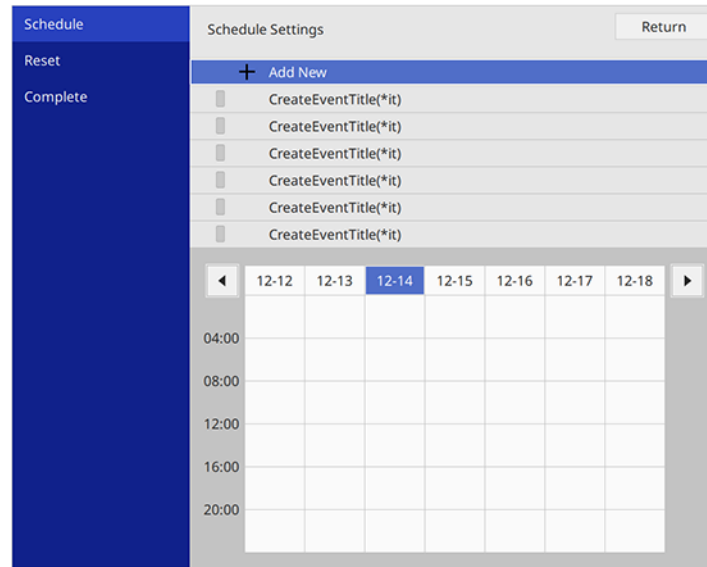 Schedule
Reset
Complete
Schedule Settings
Return
+ Add New
CreateEventTitle(*it)
CreateEventTitle(*it)
CreateEventTitle(*it)
CreateEventTitle(*it)
CreateEventTitle(*it)
CreateEventTitle(*it)
12-12 12-13 12-14 12-15 12-16 12-17 12-18
04:00
08:00
12:00
16:00
20:00